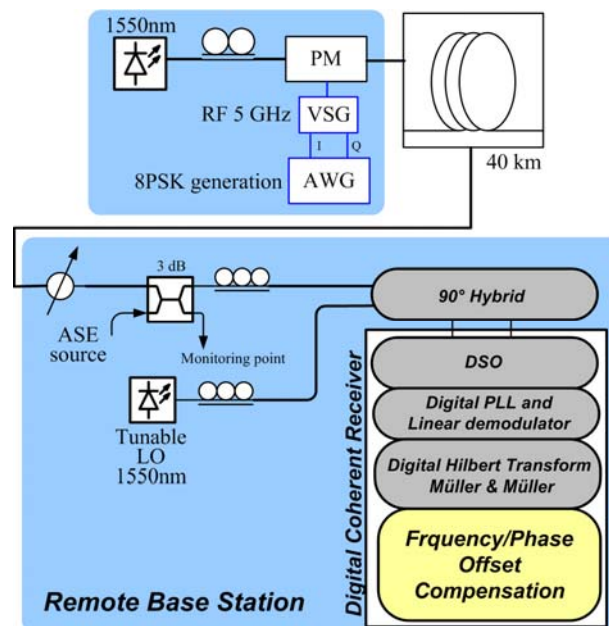 1550nm
PM
RF 5 GHz
VSG
I
Q
8PSK generation
AWG
40 km
3 dB
90° Hybrid
ASE
source
Monitoring point
DSO
Digital PLL and
Linear demodulator
Tunable
LO
1550nm
Digital Hilbert Transform
Müller & Müller
Digital Coherent Receiver
Frquency/Phase
Offset
Compensation
Remote Base Station